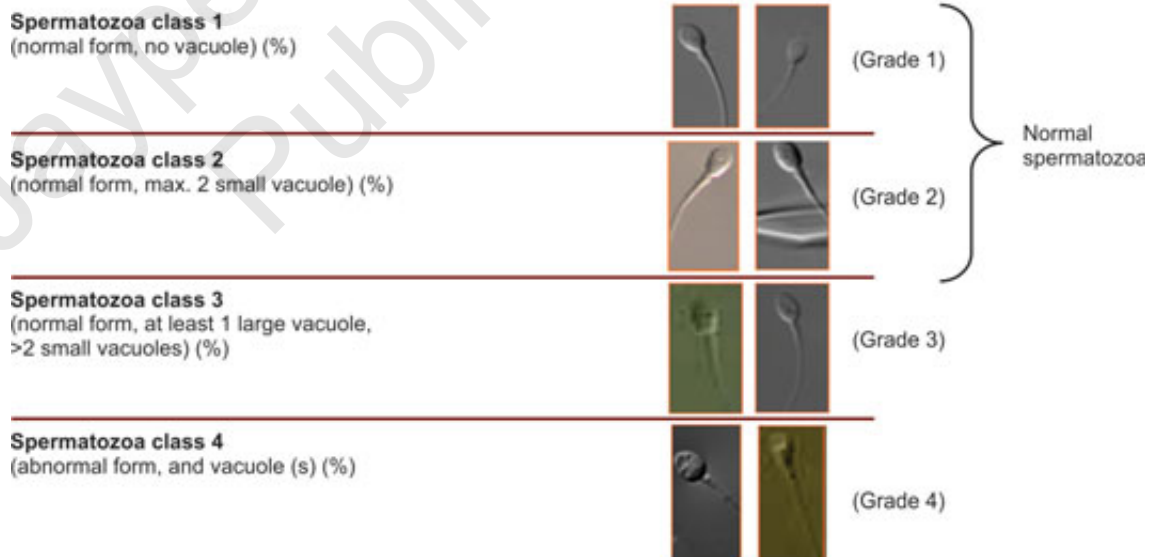 Spermatozoa class 1
(normal form, no vacuole) (%)
(Grade 1)
Normal
spermatozoa
Spermatozoa class 2
(normal form, max. 2 small vacuole) (%)
(Grade 2)
Spermatozoa class 3
(normal form, at least 1 large vacuole,
>2 small vacuoles) (%)
(Grade 3)
Spermatozoa class 4
(abnormal form, and vacuole (s) (%)
(Grade 4)